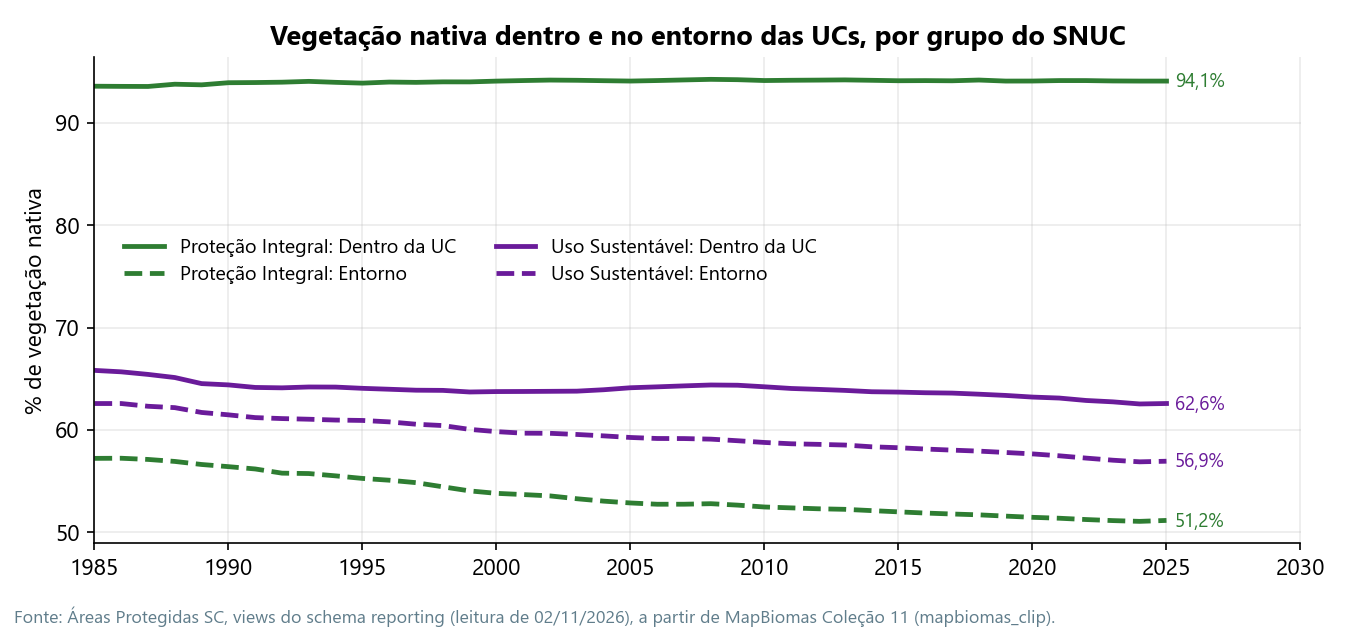 Vegetação nativa dentro e no entorno das UCs, por grupo do SNUC
% de vegetação nativa
90
80
70
60
50
94,1%
62,6%
56,9%
51,2%
Proteção Integral: Dentro da UC
Proteção Integral: Entorno
Uso Sustentável: Dentro da UC
Uso Sustentável: Entorno
1985 1990 1995 2000 2005 2010 2015 2020 2025 2030
Fonte: Áreas Protegidas SC, views do schema reporting (leitura de 02/11/2026), a partir de MapBiomas Coleção 11 (mapbiomas_clip).